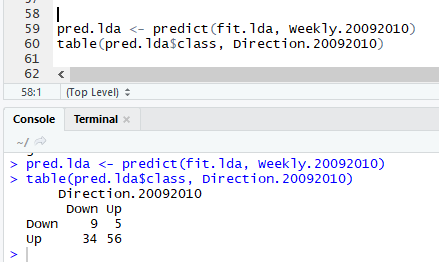 58
59 pred.lda <- predict(fit.lda, Weekly.20092010)
60 table(pred.lda$class, Direction.20092010)
61
62
58:1 (Top Level)
Console Terminal
~/
> pred.lda <- predict(fit.lda, Weekly.20092010)
> table(pred.lda$class, Direction.20092010)
Direction.20092010
Down Up
Down 9 5
Up 34 56
>